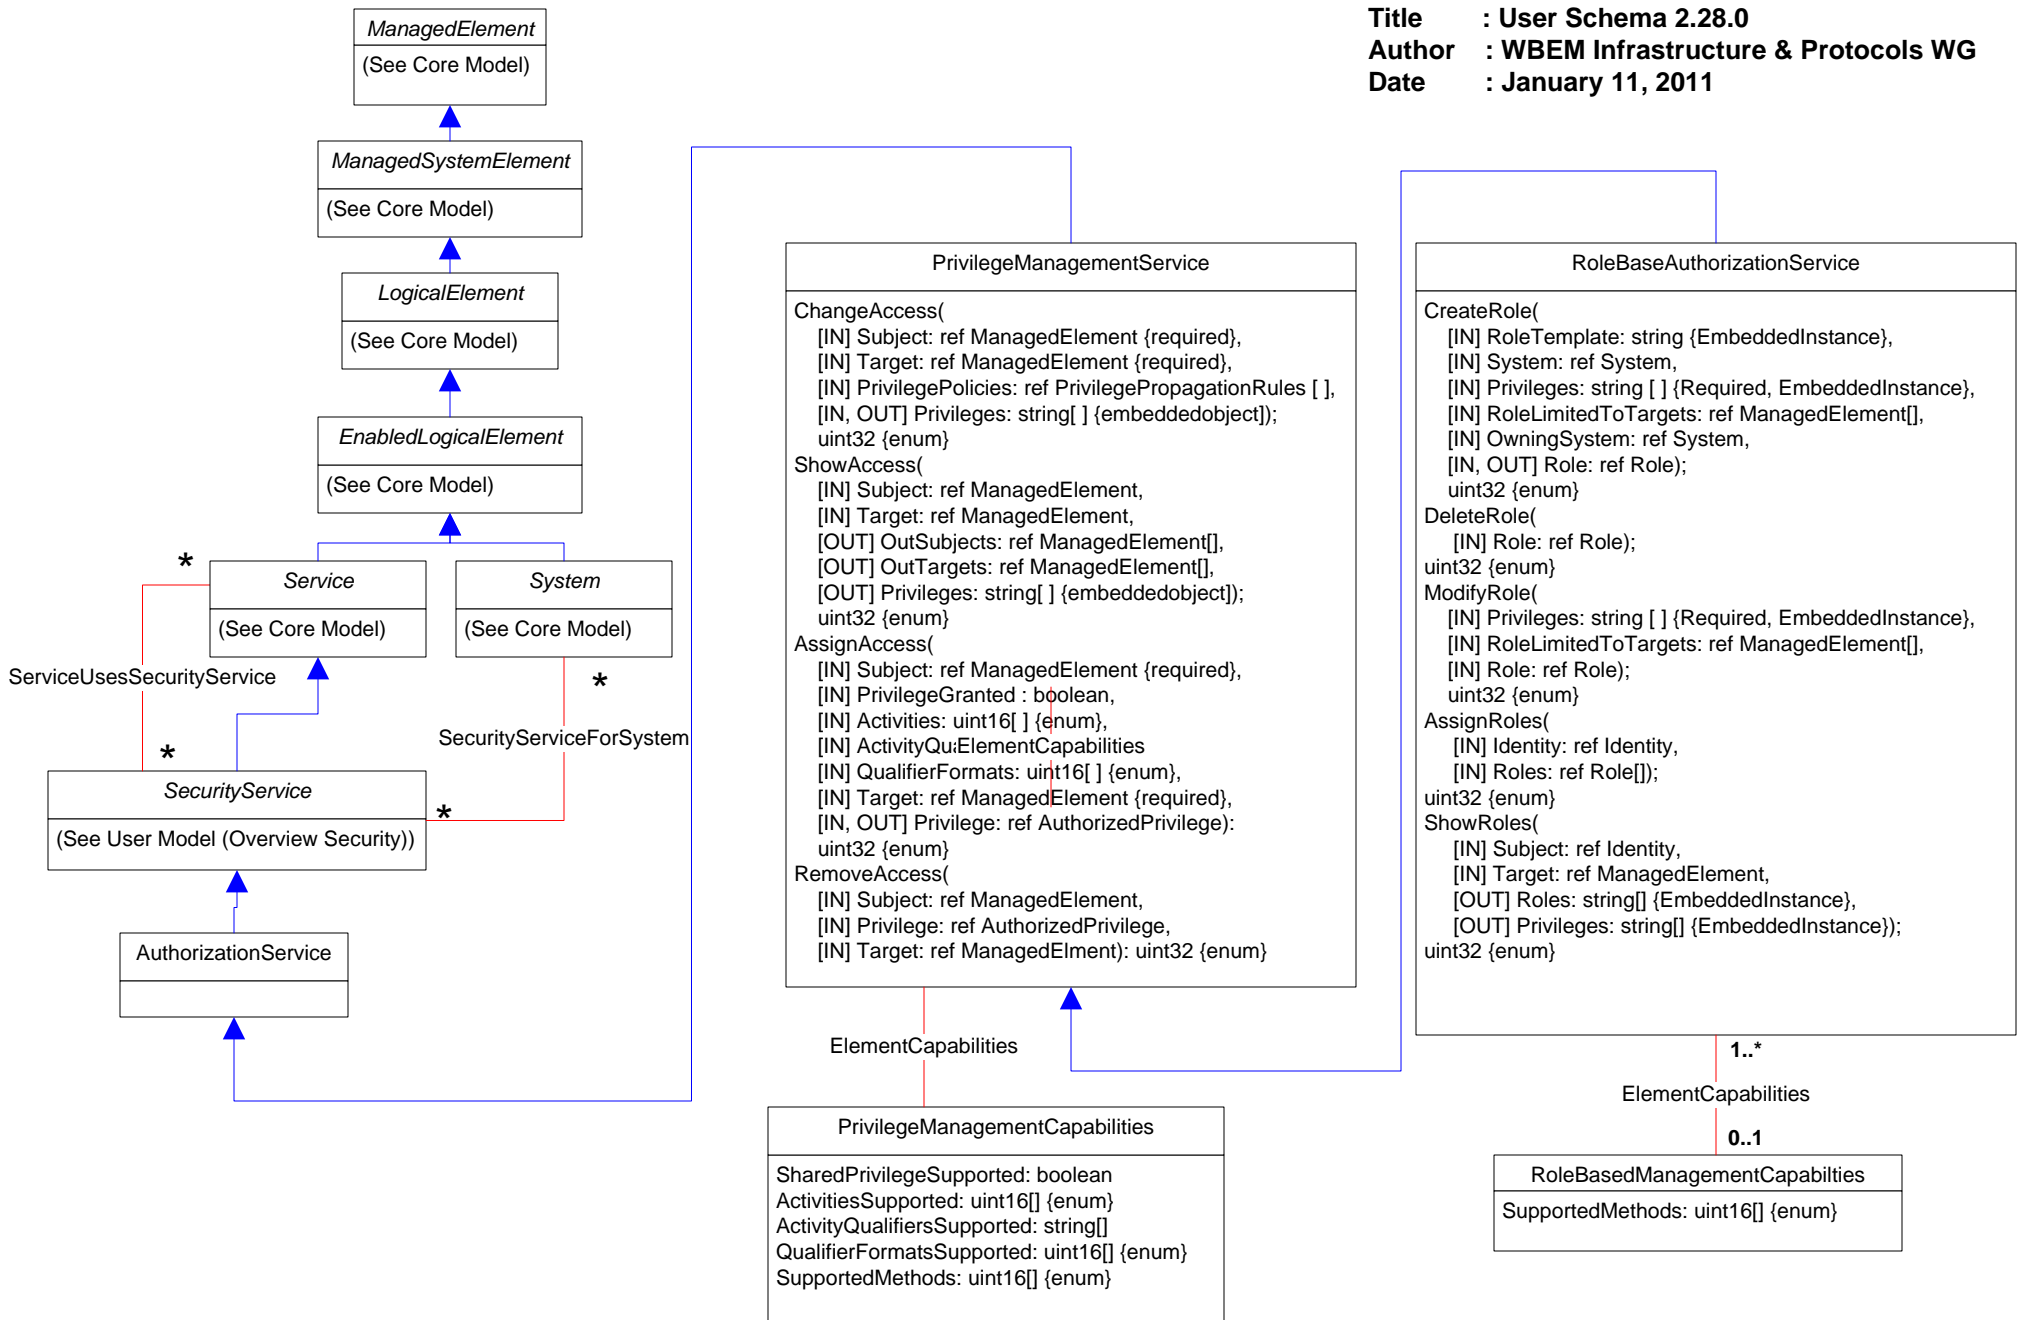 Title : User Schema 2.28.0
Author : WBEM Infrastructure & Protocols WG
Date : January 11, 2011
ManagedElement
(See Core Model)
ManagedSystemElement
(See Core Model)
LogicalElement
(See Core Model)
EnabledLogicalElement
(See Core Model)
*
Service
(See Core Model)
System
(See Core Model)
ServiceUsesSecurityService
*
SecurityServiceForSystem
*
SecurityService
(See User Model (Overview Security))
*
AuthorizationService
PrivilegeManagementService
ChangeAccess(
[IN] Subject: ref ManagedElement {required},
[IN] Target: ref ManagedElement {required},
[IN] PrivilegePolicies: ref PrivilegePropagationRules [ ],
[IN, OUT] Privileges: string[ ] {embeddedobject]);
uint32 {enum}
ShowAccess(
[IN] Subject: ref ManagedElement,
[IN] Target: ref ManagedElement,
[OUT] OutSubjects: ref ManagedElement[],
[OUT] OutTargets: ref ManagedElement[],
[OUT] Privileges: string[ ] {embeddedobject]);
uint32 {enum}
AssignAccess(
[IN] Subject: ref ManagedElement {required},
[IN] PrivilegeGranted : boolean,
[IN] Activities: uint16[ ] {enum},
[IN] ActivityQu ElementCapabilities
[IN] QualifierFormats: uint16[ ] {enum},
[IN] Target: ref ManagedElement {required},
[IN, OUT] Privilege: ref AuthorizedPrivilege):
uint32 {enum}
RemoveAccess(
[IN] Subject: ref ManagedElement,
[IN] Privilege: ref AuthorizedPrivilege,
[IN] Target: ref ManagedElment): uint32 {enum}
ElementCapabilities
PrivilegeManagementCapabilities
SharedPrivilegeSupported: boolean
ActivitiesSupported: uint16[] {enum}
ActivityQualifiersSupported: string[]
QualifierFormatsSupported: uint16[] {enum}
SupportedMethods: uint16[] {enum}
RoleBaseAuthorizationService
CreateRole(
[IN] RoleTemplate: string {EmbeddedInstance},
[IN] System: ref System,
[IN] Privileges: string [ ] {Required, EmbeddedInstance},
[IN] RoleLimitedToTargets: ref ManagedElement[],
[IN] OwningSystem: ref System,
[IN, OUT] Role: ref Role);
uint32 {enum}
DeleteRole(
[IN] Role: ref Role);
uint32 {enum}
ModifyRole(
[IN] Privileges: string [ ] {Required, EmbeddedInstance},
[IN] RoleLimitedToTargets: ref ManagedElement[],
[IN] Role: ref Role);
uint32 {enum}
AssignRoles(
[IN] Identity: ref Identity,
[IN] Roles: ref Role[]);
uint32 {enum}
ShowRoles(
[IN] Subject: ref Identity,
[IN] Target: ref ManagedElement,
[OUT] Roles: string[] {EmbeddedInstance},
[OUT] Privileges: string[] {EmbeddedInstance});
uint32 {enum}
1..*
ElementCapabilities
0..1
RoleBasedManagementCapabilties
SupportedMethods: uint16[] {enum}